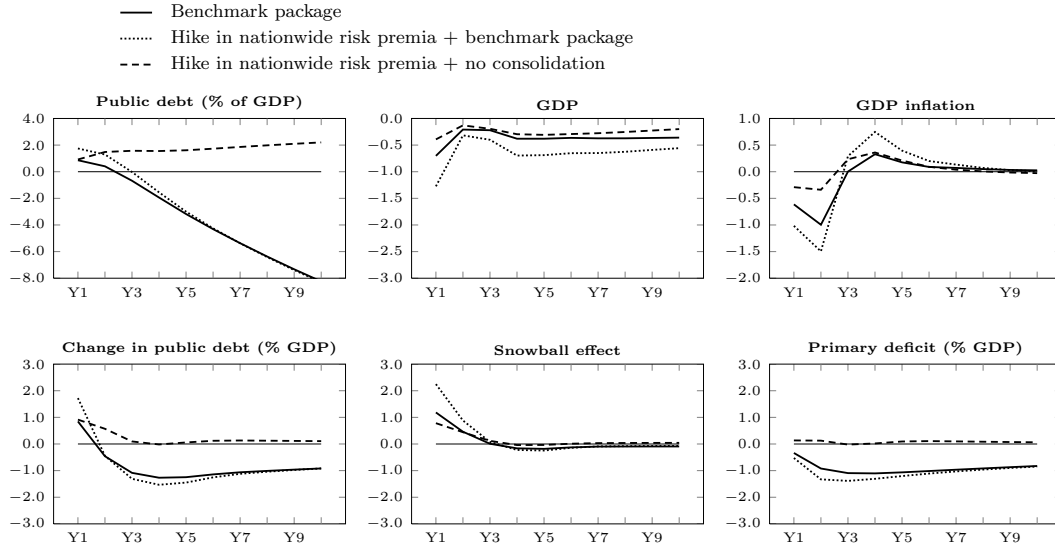 Benchmark package
Hike in nationwide risk premia + benchmark package
Hike in nationwide risk premia + no consolidation
Public debt (% of GDP)
4.0
2.0
0.0
−2.0
−4.0
−6.0
−8.0
Y1 Y3 Y5 Y7 Y9
GDP
0.0
−0.5
−1.0
−1.5
−2.0
−2.5
−3.0
Y1 Y3 Y5 Y7 Y9
GDP inflation
1.0
0.5
0.0
−0.5
−1.0
−1.5
−2.0
Y1 Y3 Y5 Y7 Y9
Change in public debt (% GDP)
3.0
2.0
1.0
0.0
−1.0
−2.0
−3.0
Y1 Y3 Y5 Y7 Y9
Snowball effect
3.0
2.0
1.0
0.0
−1.0
−2.0
−3.0
Y1 Y3 Y5 Y7 Y9
Primary deficit (% GDP)
3.0
2.0
1.0
0.0
−1.0
−2.0
−3.0
Y1 Y3 Y5 Y7 Y9